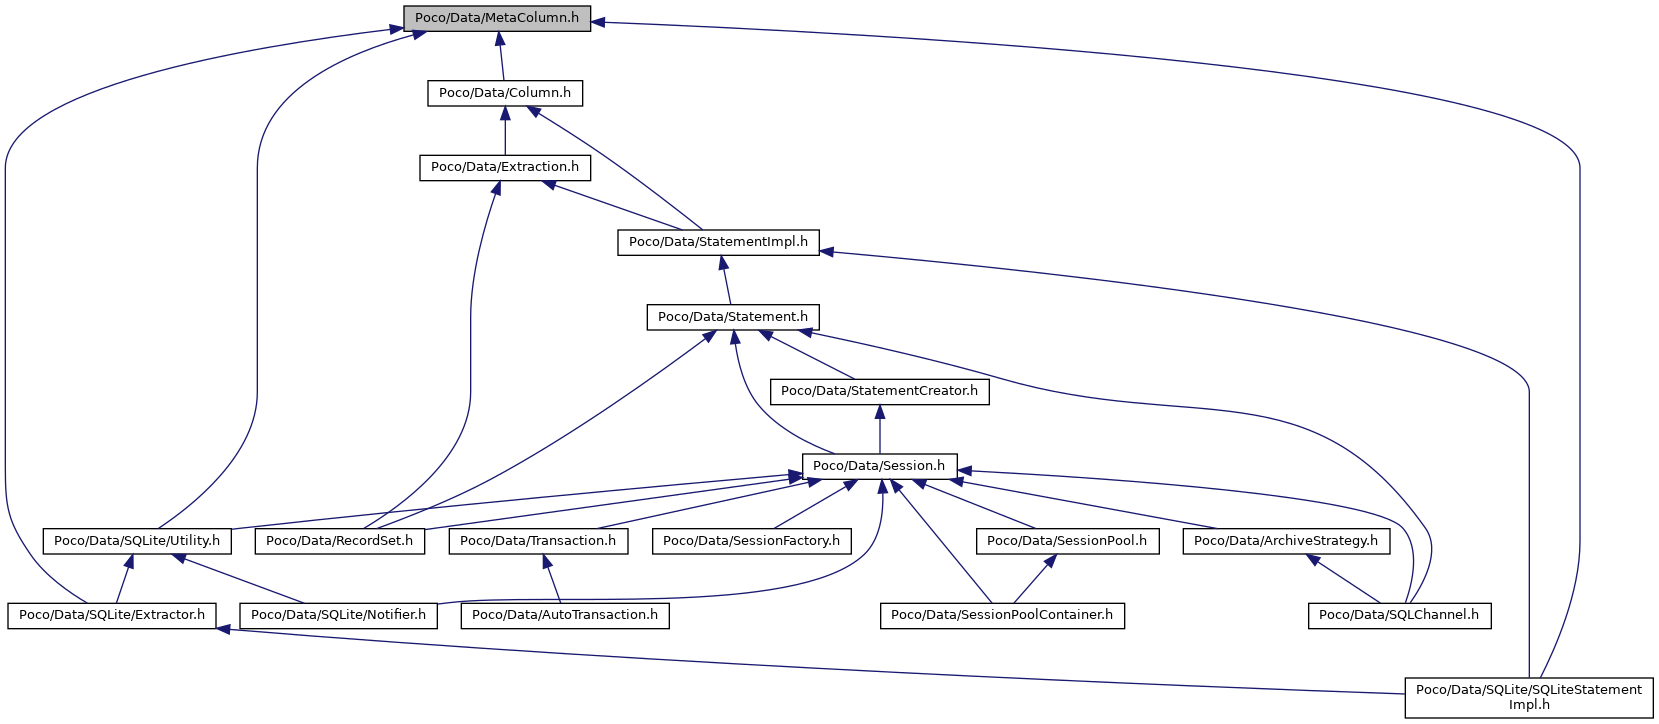 Poco/Data/MetaColumn.h
Poco/Data/Column.h
Poco/Data/Extraction.h
Poco/Data/StatementImpl.h
Poco/Data/Statement.h
Poco/Data/StatementCreator.h
Poco/Data/Session.h
Poco/Data/SQLite/Utility.h
Poco/Data/RecordSet.h
Poco/Data/Transaction.h
Poco/Data/SessionFactory.h
Poco/Data/SessionPool.h
Poco/Data/ArchiveStrategy.h
Poco/Data/SQLite/Extractor.h
Poco/Data/SQLite/Notifier.h
Poco/Data/AutoTransaction.h
Poco/Data/SessionPoolContainer.h
Poco/Data/SQLChannel.h
Poco/Data/SQLite/SQLiteStatement
Impl.h